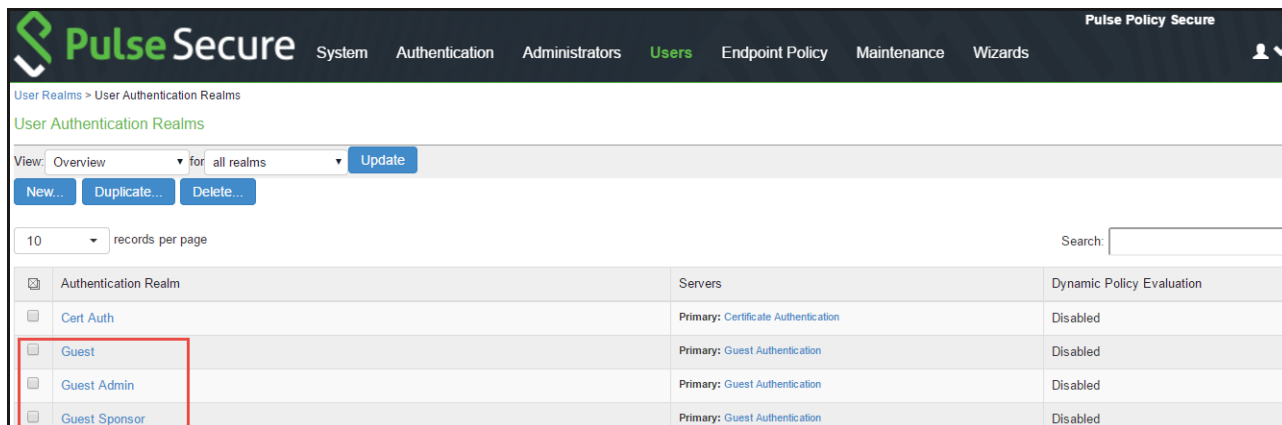 Pulse Policy Secure
Pulse Secure System Authentication Administrators Users Endpoint Policy Maintenance Wizards
User Realms > User Authentication Realms
User Authentication Realms
View: Overview for all realms Update
New... Duplicate... Delete...
10 records per page Search:
Authentication Realm Servers Dynamic Policy Evaluation
Cert Auth Primary: Certificate Authentication Disabled
Guest Primary: Guest Authentication Disabled
Guest Admin Primary: Guest Authentication Disabled
Guest Sponsor Primary: Guest Authentication Disabled